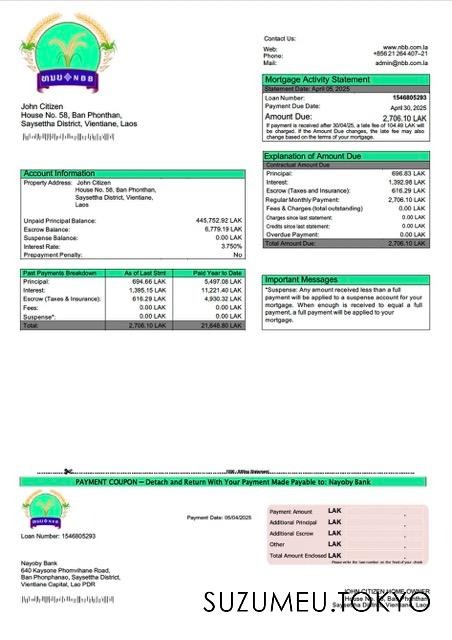 Contact Us:
Web: www.nbb.com.la
Phone: +856 21 264 407–21
Mail: admin@nbb.com.la
ທພບ NBB
John Citizen
House No. 58, Ban Phonthan,
Saysettha District, Vientiane, Laos
Mortgage Activity Statement
Statement Date: April 05, 2025
Loan Number: 1546805293
Payment Due Date: April 30, 2025
Amount Due: 2,706.10 LAK
If payment is received after 30/04/25, a late fee of 104.49 LAK will
be charged. If the Amount Due changes, the late fee may also
change based on the terms of your mortgage.
Explanation of Amount Due
Contractual Amount Due
Principal: 696.83 LAK
Interest: 1,392.98 LAK
Escrow (Taxes and Insurance): 616.29 LAK
Regular Monthly Payment: 2,706.10 LAK
Fees & Charges (total outstanding) 0.00 LAK
Charges since last statement: 0.00 LAK
Credits since last statement: 0.00 LAK
Overdue Payment: 0.00 LAK
Total Amount Due: 2,706.10 LAK
Account Information
Property Address: John Citizen
House No. 58, Ban Phonthan,
Saysettha District, Vientiane,
Laos
Unpaid Principal Balance: 445,752.92 LAK
Escrow Balance: 6,779.19 LAK
Suspense Balance: 0.00 LAK
Interest Rate: 3.750%
Prepayment Penalty: No
Past Payments Breakdown As of Last Stmt Paid Year to Date
Principal: 694.66 LAK 5,497.08 LAK
Interest: 1,395.15 LAK 11,221.40 LAK
Escrow (Taxes & Insurance): 616.29 LAK 4,930.32 LAK
Fees: 0.00 LAK 0.00 LAK
Suspense*: 0.00 LAK 0.00 LAK
Total: 2,706.10 LAK 21,648.80 LAK
Important Messages
*Suspense: Any amount received less than a full
payment will be applied to a suspense account for your
mortgage. When enough is received to equal a full
payment, a full payment will be applied to your
mortgage.
PAYMENT COUPON — Detach and Return With Your Payment Made Payable to: Nayoby Bank
Payment Date: 05/04/2025
Loan Number: 1546805293
Payment Amount LAK .
Additional Principal LAK .
Additional Escrow LAK .
Other LAK .
Total Amount Enclosed LAK .
Please write the loan number on the front of your check
Nayoby Bank
640 Kaysone Phomvihane Road,
Ban Phonphanao, Saysettha District,
Vientiane Capital, Lao PDR
JOHN CITIZEN HOME OWNER
House No. 58, Ban Phonthan
SUZUMEU.TOKYO